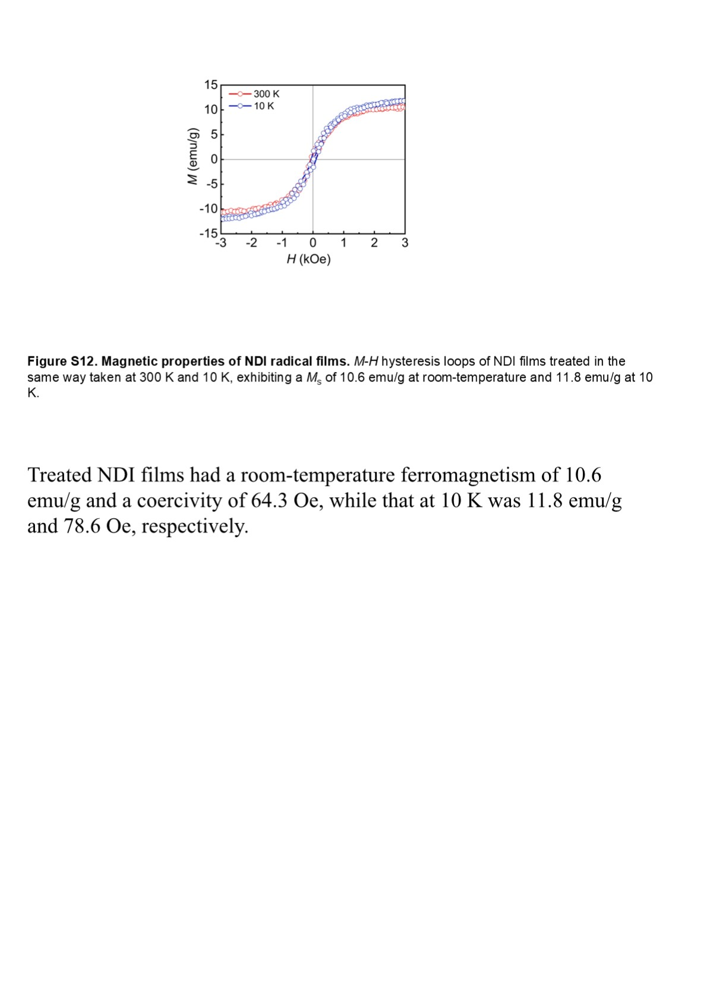 15
10
5
0
-5
-10
-15
M (emu/g)
300 K
10 K
-3 -2 -1 0 1 2 3
H (kOe)
Figure S12. Magnetic properties of NDI radical films. M-H hysteresis loops of NDI films treated in the
same way taken at 300 K and 10 K, exhibiting a Ms of 10.6 emu/g at room-temperature and 11.8 emu/g at 10
K.
Treated NDI films had a room-temperature ferromagnetism of 10.6
emu/g and a coercivity of 64.3 Oe, while that at 10 K was 11.8 emu/g
and 78.6 Oe, respectively.